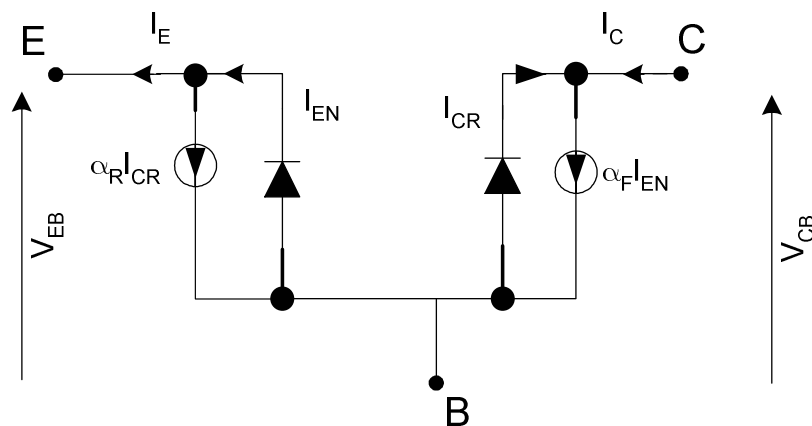 E
I_E
I_C
C
I_EN
I_CR
α_R I_CR
α_F I_EN
V_EB
V_CB
B